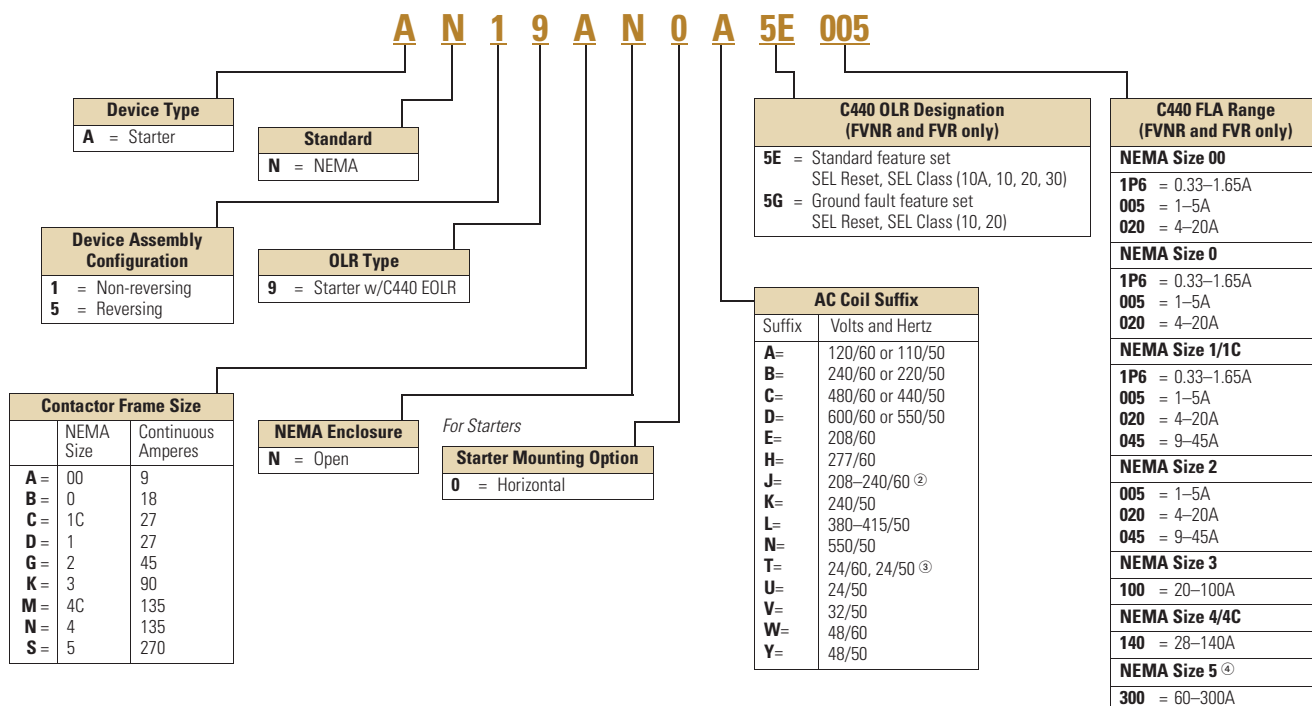 A N 1 9 A N 0 A 5E 005
Device Type
A = Starter
Standard
N = NEMA
Device Assembly
Configuration
1 = Non-reversing
5 = Reversing
OLR Type
9 = Starter w/C440 EOLR
Contactor Frame Size
NEMA Size Continuous Amperes
A = 00 9
B = 0 18
C = 1C 27
D = 1 27
G = 2 45
K = 3 90
M = 4C 135
N = 4 135
S = 5 270
NEMA Enclosure
N = Open
For Starters
Starter Mounting Option
0 = Horizontal
C440 OLR Designation
(FVNR and FVR only)
5E = Standard feature set
SEL Reset, SEL Class (10A, 10, 20, 30)
5G = Ground fault feature set
SEL Reset, SEL Class (10, 20)
AC Coil Suffix
Suffix Volts and Hertz
A= 120/60 or 110/50
B= 240/60 or 220/50
C= 480/60 or 440/50
D= 600/60 or 550/50
E= 208/60
H= 277/60
J= 208–240/60 ②
K= 240/50
L= 380–415/50
N= 550/50
T= 24/60, 24/50 ③
U= 24/50
V= 32/50
W= 48/60
Y= 48/50
C440 FLA Range
(FVNR and FVR only)
NEMA Size 00
1P6 = 0.33–1.65A
005 = 1–5A
020 = 4–20A
NEMA Size 0
1P6 = 0.33–1.65A
005 = 1–5A
020 = 4–20A
NEMA Size 1/1C
1P6 = 0.33–1.65A
005 = 1–5A
020 = 4–20A
045 = 9–45A
NEMA Size 2
005 = 1–5A
020 = 4–20A
045 = 9–45A
NEMA Size 3
100 = 20–100A
NEMA Size 4/4C
140 = 28–140A
NEMA Size 5 ④
300 = 60–300A